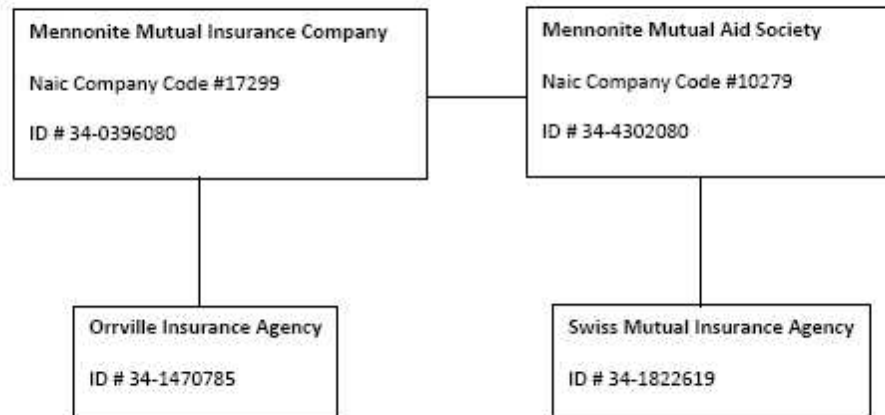 Mennonite Mutual Insurance Company
Naic Company Code #17299
ID # 34-0396080
Mennonite Mutual Aid Society
Naic Company Code #10279
ID # 34-4302080
Orrville Insurance Agency
ID # 34-1470785
Swiss Mutual Insurance Agency
ID # 34-1822619